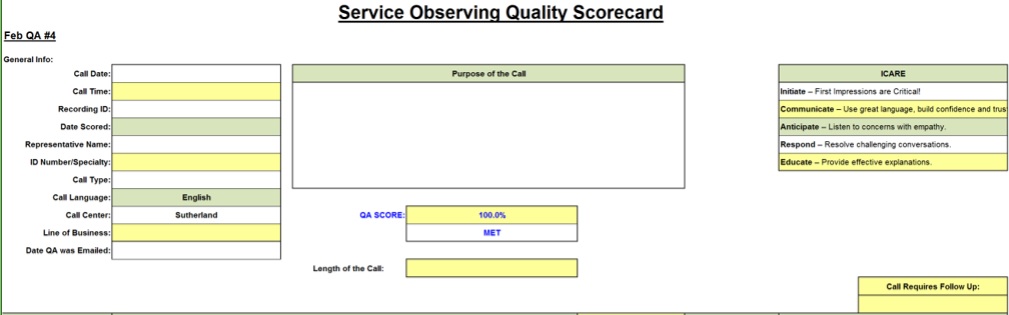 Service Observing Quality Scorecard
Feb QA #4
General Info:
Call Date:
Call Time:
Recording ID:
Date Scored:
Representative Name:
ID Number/Specialty:
Call Type:
Call Language: English
Call Center: Sutherland
Line of Business:
Date QA was Emailed:
Purpose of the Call
QA SCORE: 100.0%
MET
Length of the Call:
ICARE
Initiate – First Impressions are Critical!
Communicate – Use great language, build confidence and trus
Anticipate – Listen to concerns with empathy.
Respond – Resolve challenging conversations.
Educate – Provide effective explanations.
Call Requires Follow Up: